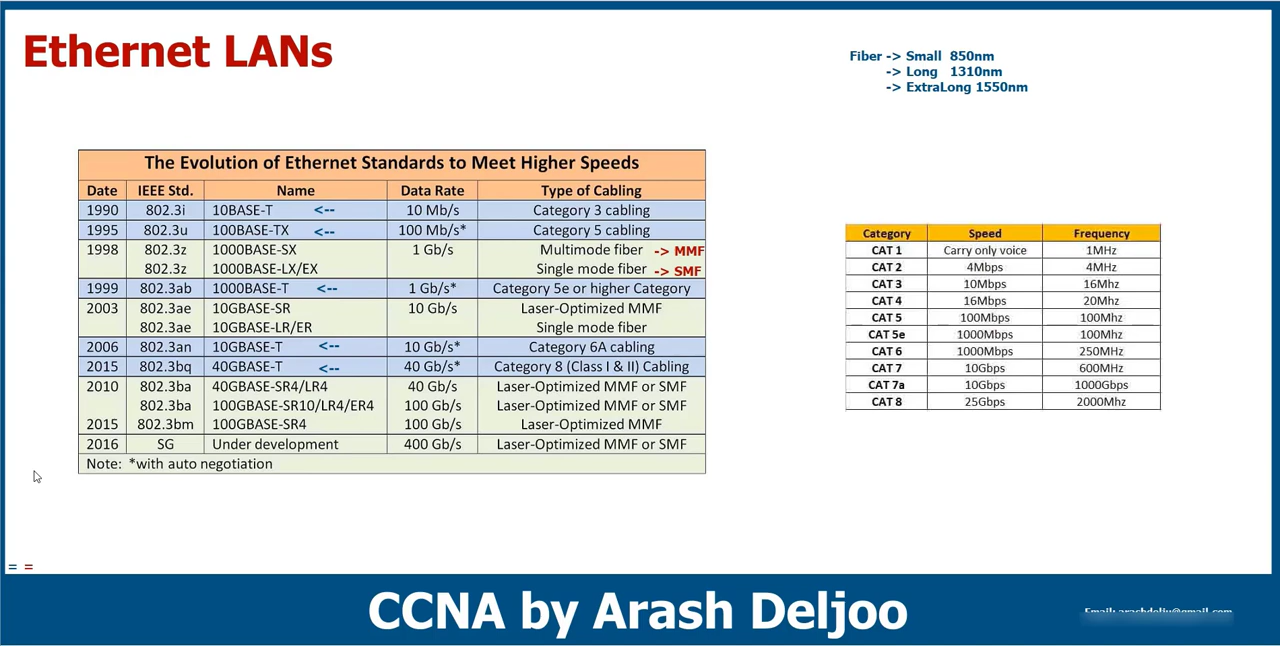 Ethernet LANs
Fiber -> Small 850nm
-> Long 1310nm
-> ExtraLong 1550nm
The Evolution of Ethernet Standards to Meet Higher Speeds
Date IEEE Std. Name Data Rate Type of Cabling
1990 802.3i 10BASE-T <-- 10 Mb/s Category 3 cabling
1995 802.3u 100BASE-TX <-- 100 Mb/s* Category 5 cabling
1998 802.3z 1000BASE-SX 1 Gb/s Multimode fiber -> MMF
802.3z 1000BASE-LX/EX Single mode fiber -> SMF
1999 802.3ab 1000BASE-T <-- 1 Gb/s* Category 5e or higher Category
2003 802.3ae 10GBASE-SR 10 Gb/s Laser-Optimized MMF
802.3ae 10GBASE-LR/ER Single mode fiber
2006 802.3an 10GBASE-T <-- 10 Gb/s* Category 6A cabling
2015 802.3bq 40GBASE-T <-- 40 Gb/s* Category 8 (Class I & II) Cabling
2010 802.3ba 40GBASE-SR4/LR4 40 Gb/s Laser-Optimized MMF or SMF
802.3ba 100GBASE-SR10/LR4/ER4 100 Gb/s Laser-Optimized MMF or SMF
2015 802.3bm 100GBASE-SR4 100 Gb/s Laser-Optimized MMF
2016 SG Under development 400 Gb/s Laser-Optimized MMF or SMF
Note: *with auto negotiation
Category Speed Frequency
CAT 1 Carry only voice 1MHz
CAT 2 4Mbps 4MHz
CAT 3 10Mbps 16Mhz
CAT 4 16Mbps 20Mhz
CAT 5 100Mbps 100Mhz
CAT 5e 1000Mbps 100Mhz
CAT 6 1000Mbps 250MHz
CAT 7 10Gbps 600MHz
CAT 7a 10Gbps 1000Gbps
CAT 8 25Gbps 2000Mhz
= =
CCNA by Arash Deljoo
Email: